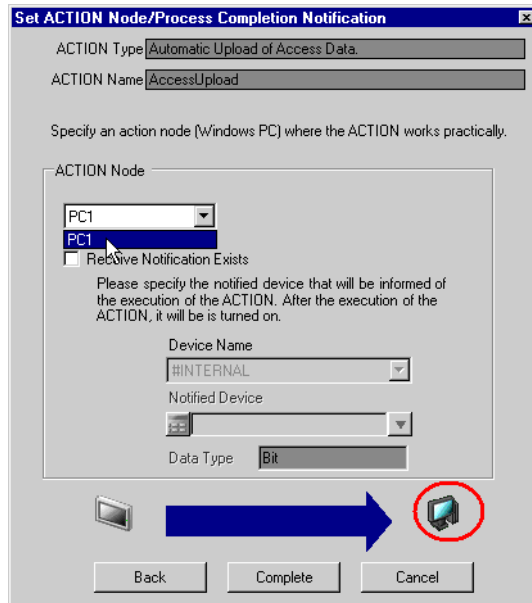 Set ACTION Node/Process Completion Notification
ACTION Type Automatic Upload of Access Data.
ACTION Name AccessUpload
Specify an action node (Windows PC) where the ACTION works practically.
ACTION Node
PC1
PC1
Receive Notification Exists
Please specify the notified device that will be informed of
the execution of the ACTION. After the execution of the
ACTION, it will be is turned on.
Device Name
#INTERNAL
Notified Device
Data Type Bit
Back Complete Cancel